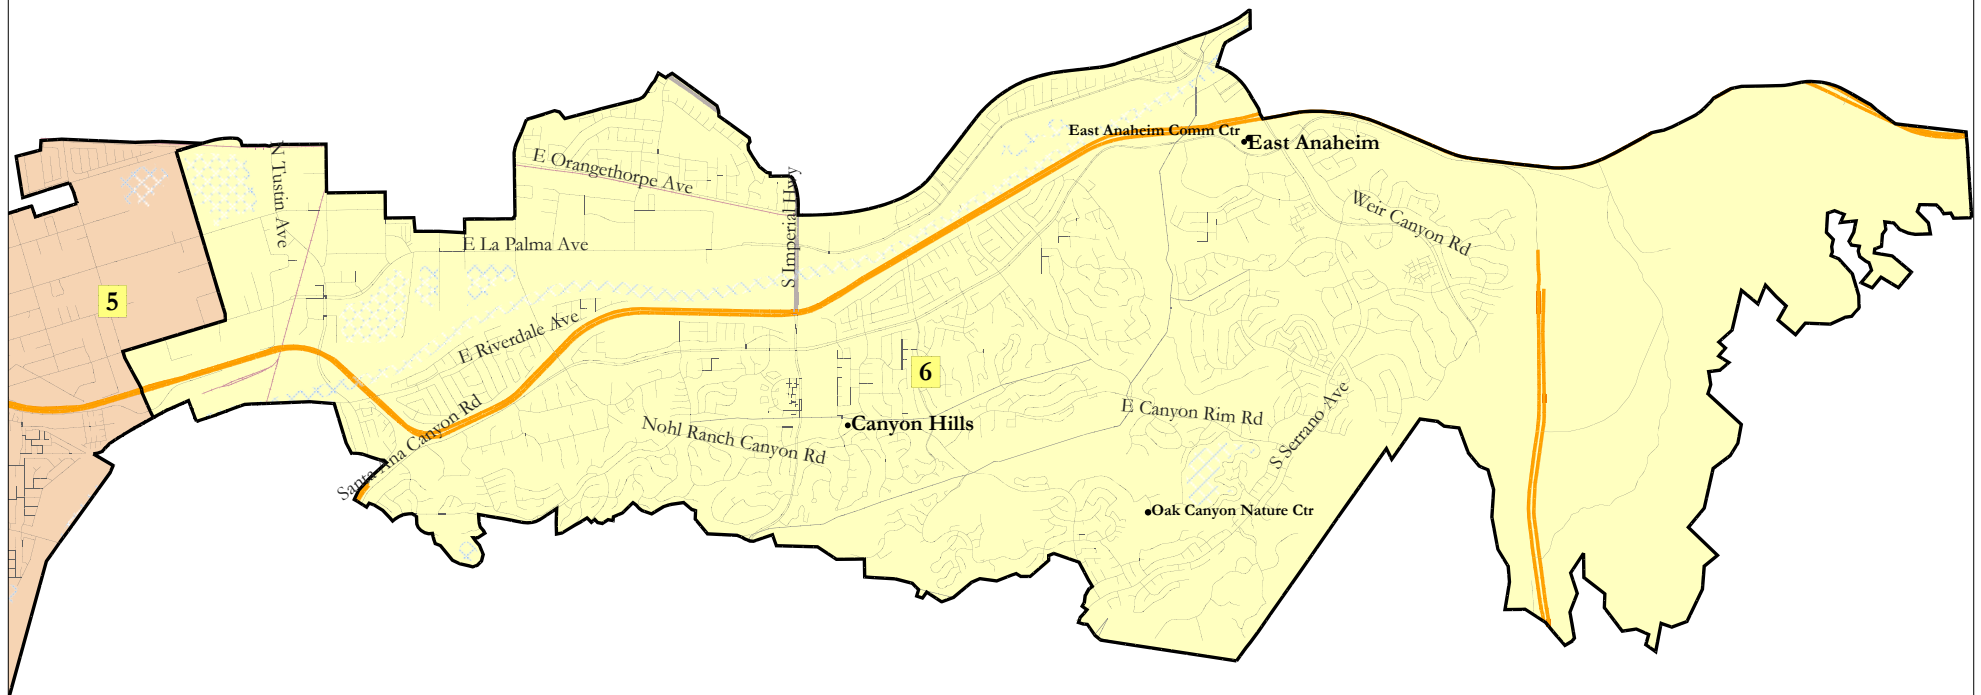 East Anaheim Comm Ctr
East Anaheim
E Orangethorpe Ave
N Tustin Ave
S Imperial Hwy
Weir Canyon Rd
E La Palma Ave
5
E Riverdale Ave
6
E Canyon Rim Rd
S Serrano Ave
Canyon Hills
Nohl Ranch Canyon Rd
Santa Ana Canyon Rd
Oak Canyon Nature Ctr